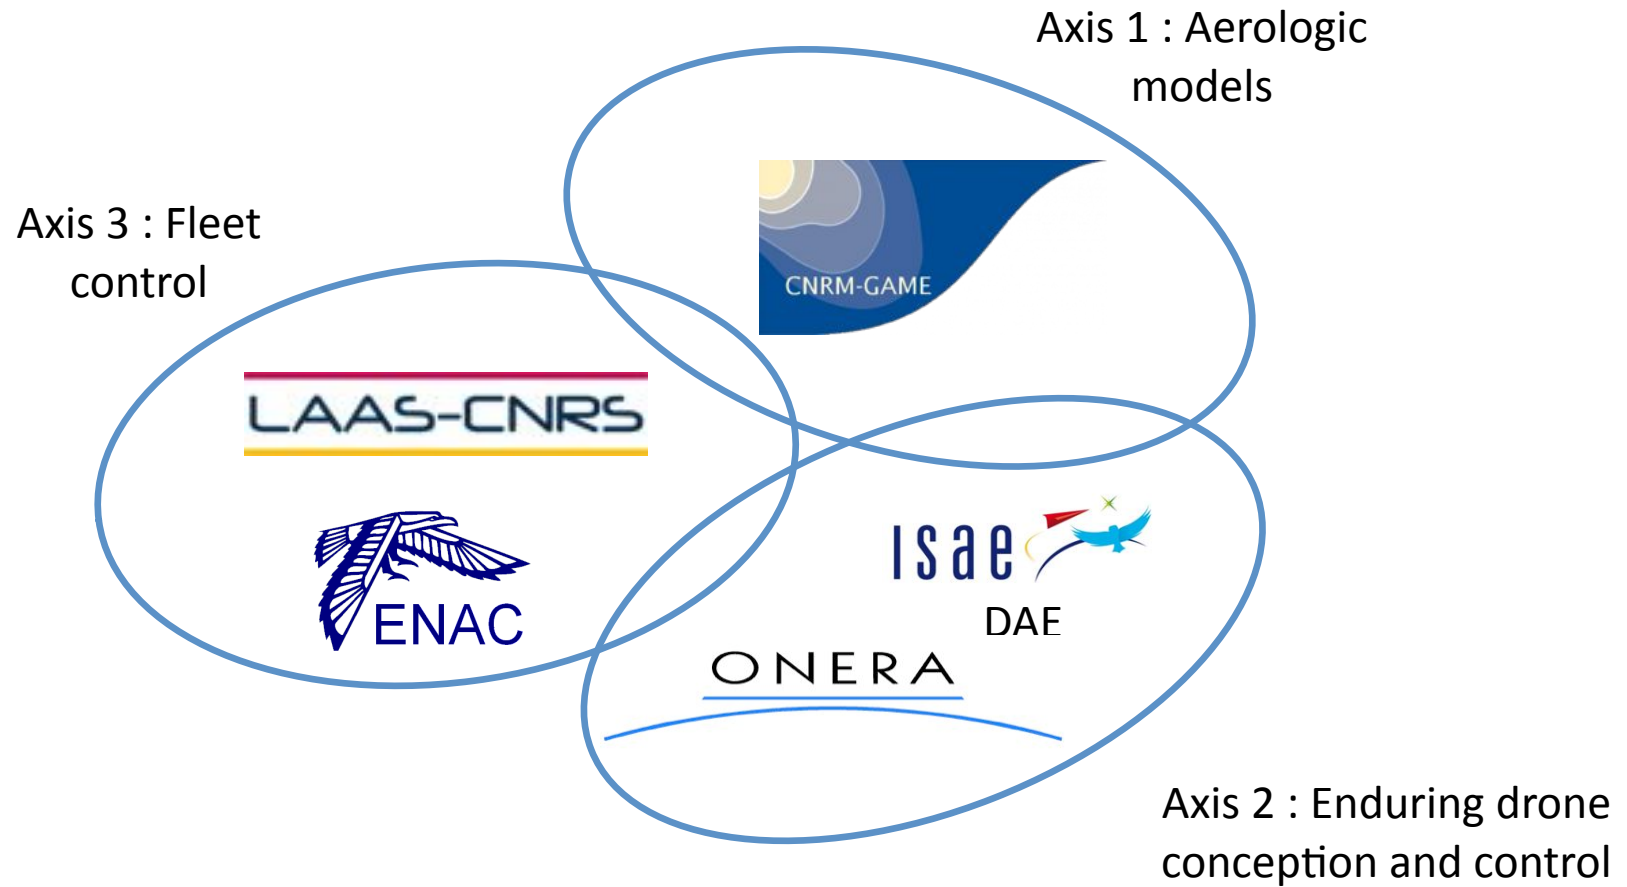 Axis 1 : Aerologic
models
Axis 3 : Fleet
control
CNRM-GAME
LAAS-CNRS
ENAC
isae
DAE
ONERA
Axis 2 : Enduring drone
conception and control